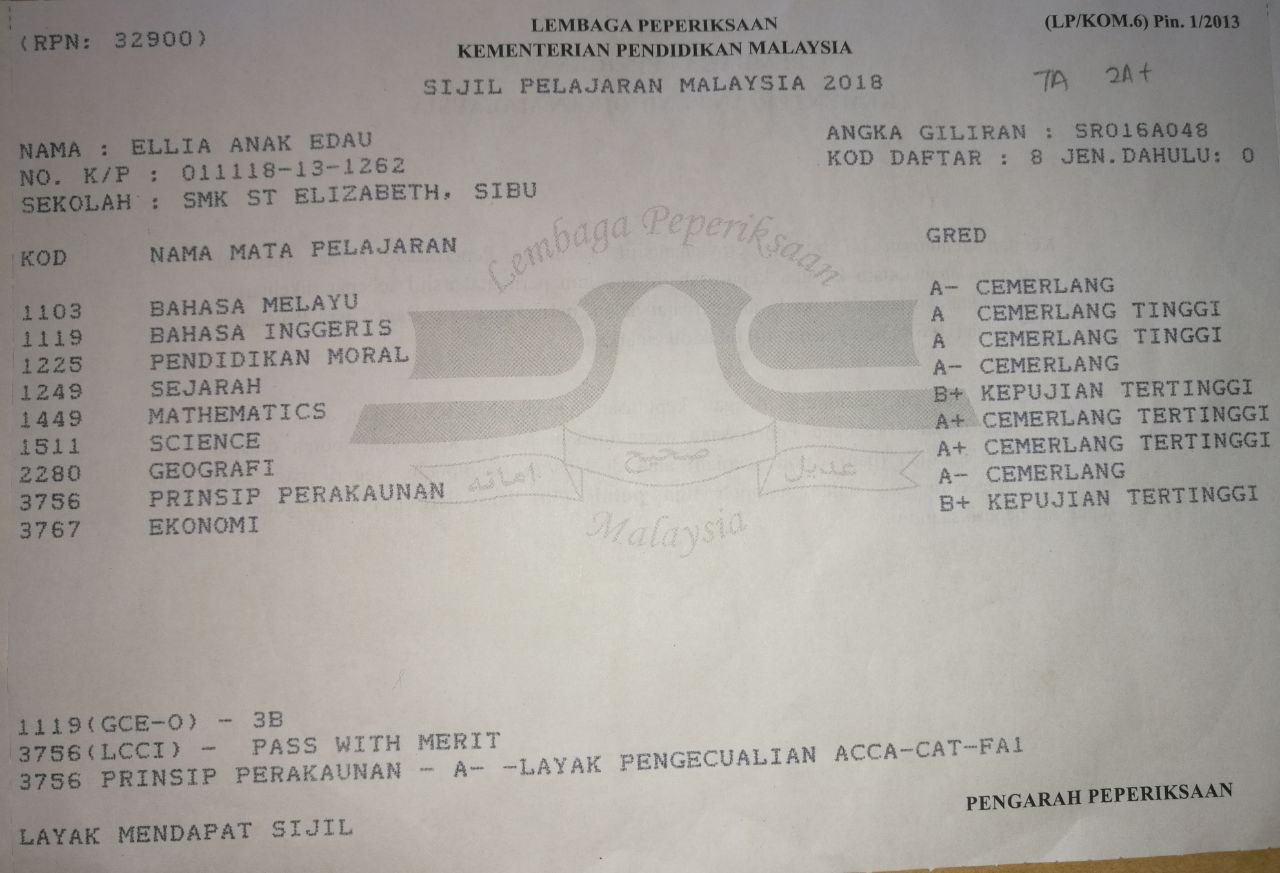 (RPN: 32900)
LEMBAGA PEPERIKSAAN
KEMENTERIAN PENDIDIKAN MALAYSIA
(LP/KOM.6) Pin. 1/2013
SIJIL PELAJARAN MALAYSIA 2018
7A 2A+
NAMA : ELLIA ANAK EDAU
NO. K/P : 011118-13-1262
SEKOLAH : SMK ST ELIZABETH, SIBU
ANGKA GILIRAN : SR016A048
KOD DAFTAR : 8 JEN.DAHULU: 0
Lembaga Peperiksaan
KOD NAMA MATA PELAJARAN GRED
1103 BAHASA MELAYU A- CEMERLANG
1119 BAHASA INGGERIS A CEMERLANG TINGGI
1225 PENDIDIKAN MORAL A CEMERLANG TINGGI
1249 SEJARAH A- CEMERLANG
1449 MATHEMATICS B+ KEPUJIAN TERTINGGI
1511 SCIENCE A+ CEMERLANG TERTINGGI
2280 GEOGRAFI A+ CEMERLANG TERTINGGI
3756 PRINSIP PERAKAUNAN A- CEMERLANG
3767 EKONOMI B+ KEPUJIAN TERTINGGI
عديل صحيح امانه
Malaysia
1119(GCE-O) - 3B
3756(LCCI) - PASS WITH MERIT
3756 PRINSIP PERAKAUNAN - A- -LAYAK PENGECUALIAN ACCA-CAT-FA1
PENGARAH PEPERIKSAAN
LAYAK MENDAPAT SIJIL